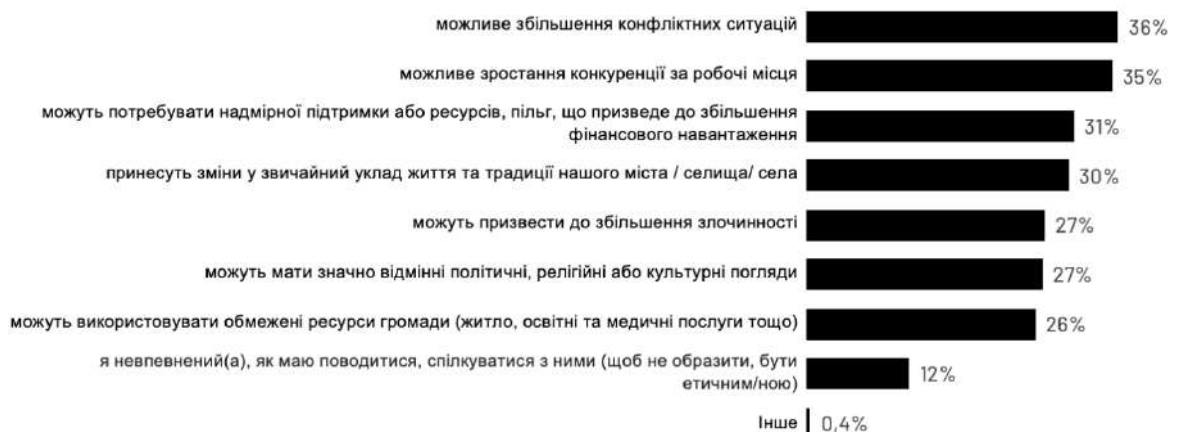 можливе збільшення конфліктних ситуацій 36%
можливе зростання конкуренції за робочі місця 35%
можуть потребувати надмірної підтримки або ресурсів, пільг, що призведе до збільшення
фінансового навантаження 31%
принесуть зміни у звичайний уклад життя та традиції нашого міста / селища/ села 30%
можуть призвести до збільшення злочинності 27%
можуть мати значно відмінні політичні, релігійні або культурні погляди 27%
можуть використовувати обмежені ресурси громади (житло, освітні та медичні послуги тощо) 26%
я невпевнений(а), як маю поводитися, спілкуватися з ними (щоб не образити, бути
етичним/ною) 12%
Інше 0,4%